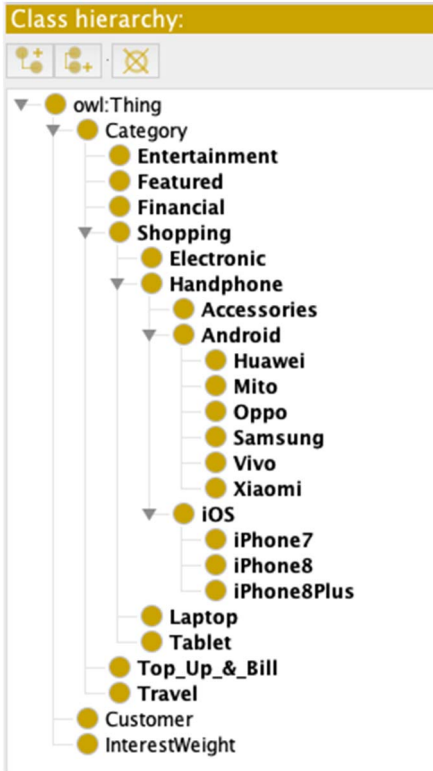 Class hierarchy:
owl:Thing
Category
Entertainment
Featured
Financial
Shopping
Electronic
Handphone
Accessories
Android
Huawei
Mito
Oppo
Samsung
Vivo
Xiaomi
iOS
iPhone7
iPhone8
iPhone8Plus
Laptop
Tablet
Top_Up_&_Bill
Travel
Customer
InterestWeight